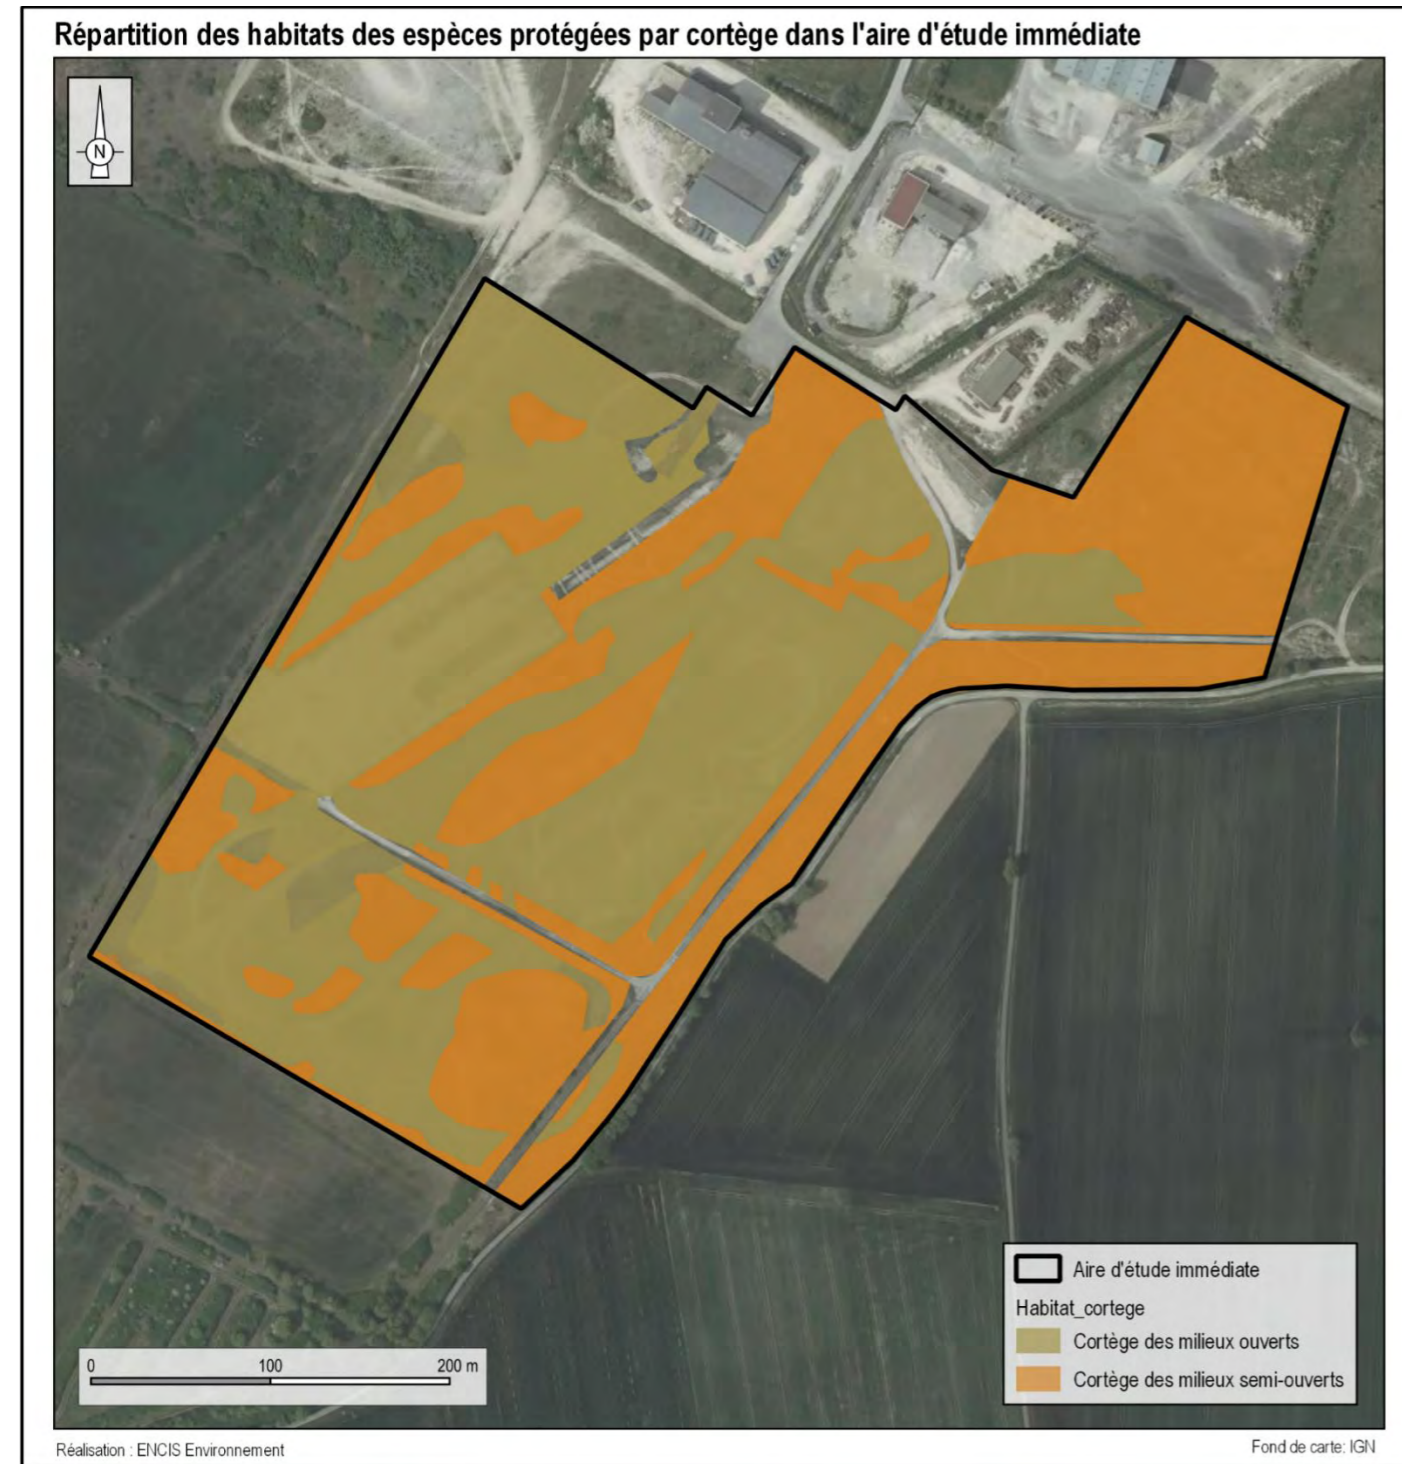 Répartition des habitats des espèces protégées par cortège dans l'aire d'étude immédiate
N
Aire d'étude immédiate
Habitat_cortege
Cortège des milieux ouverts
Cortège des milieux semi-ouverts
0 100 200 m
Réalisation : ENCIS Environnement
Fond de carte: IGN